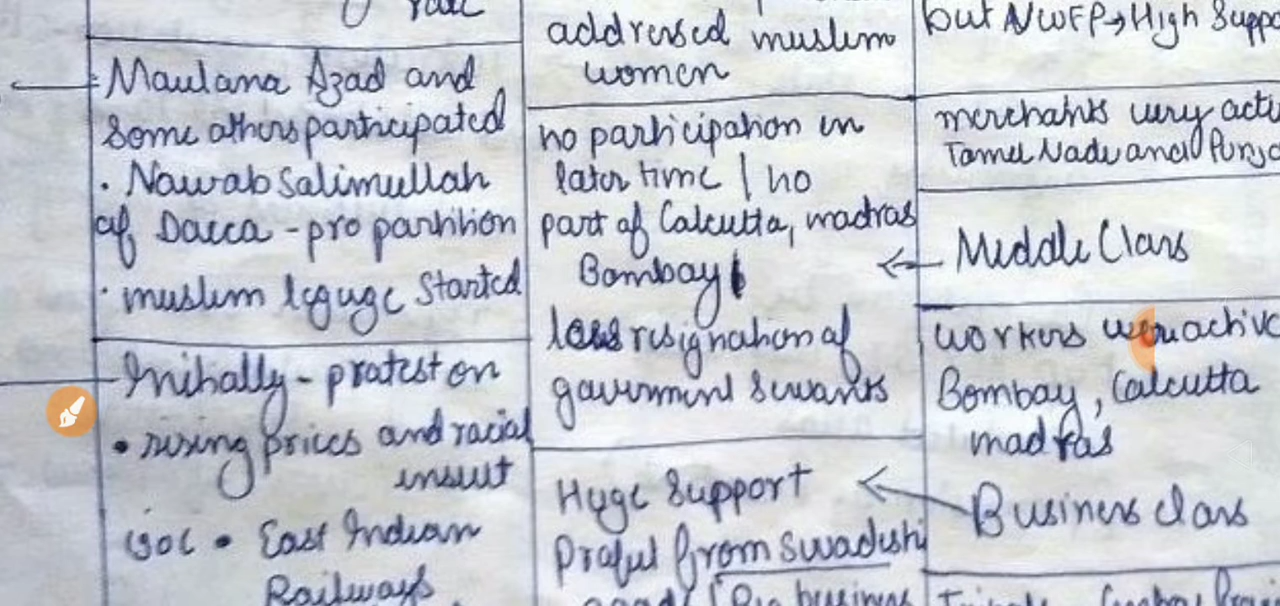 addressed muslim
women
but NWFP→High Suppo
Maulana Azad and
Some others participated
. Nawab Salimullah
of Dacca - pro partition
. muslim league Started
no participation in
later time / no
part of Calcutta, madras
Bombay
less resignation of
government servants
merchants very acti
Tamil Nadu and Punja
← Middle Class
workers were active
Bombay, Calcutta
madras
Initially - protest on
• rising prices and racial
insult
• East Indian
Railways
Huge Support
Profit from Swadeshi
← Business class